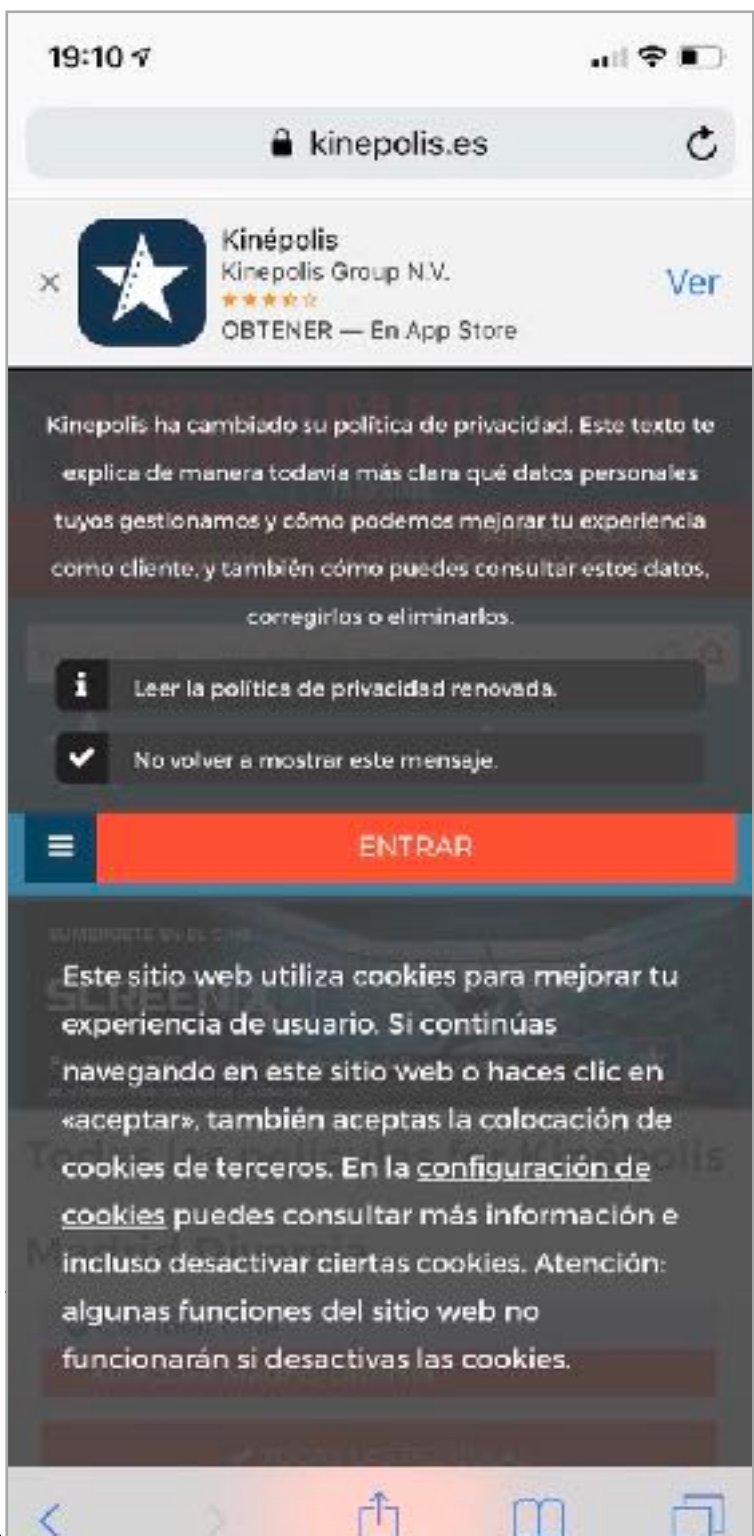 19:10
kinepolis.es
Kinépolis
Kinepolis Group N.V.
Ver
OBTENER — En App Store
Kinepolis ha cambiado su política de privacidad. Este texto te
explica de manera todavía más clara qué datos personales
tuyos gestionamos y cómo podemos mejorar tu experiencia
como cliente, y también cómo puedes consultar estos datos,
corregirlos o eliminarlos.
Leer la política de privacidad renovada.
No volver a mostrar este mensaje.
ENTRAR
SUMÉRGETE EN EL CINE
SCREENX
Este sitio web utiliza cookies para mejorar tu
experiencia de usuario. Si continúas
navegando en este sitio web o haces clic en
«aceptar», también aceptas la colocación de
cookies de terceros. En la configuración de
cookies puedes consultar más información e
incluso desactivar ciertas cookies. Atención:
algunas funciones del sitio web no
funcionarán si desactivas las cookies.